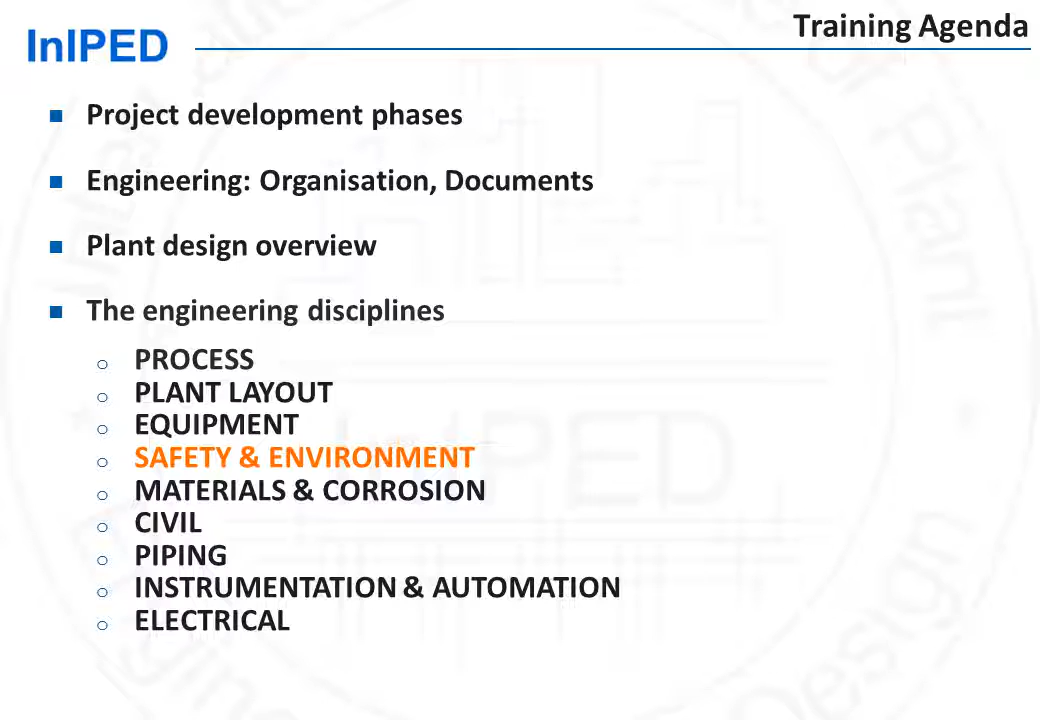 InIPED
Training Agenda
Project development phases
Engineering: Organisation, Documents
Plant design overview
The engineering disciplines
PROCESS
PLANT LAYOUT
EQUIPMENT
SAFETY & ENVIRONMENT
MATERIALS & CORROSION
CIVIL
PIPING
INSTRUMENTATION & AUTOMATION
ELECTRICAL